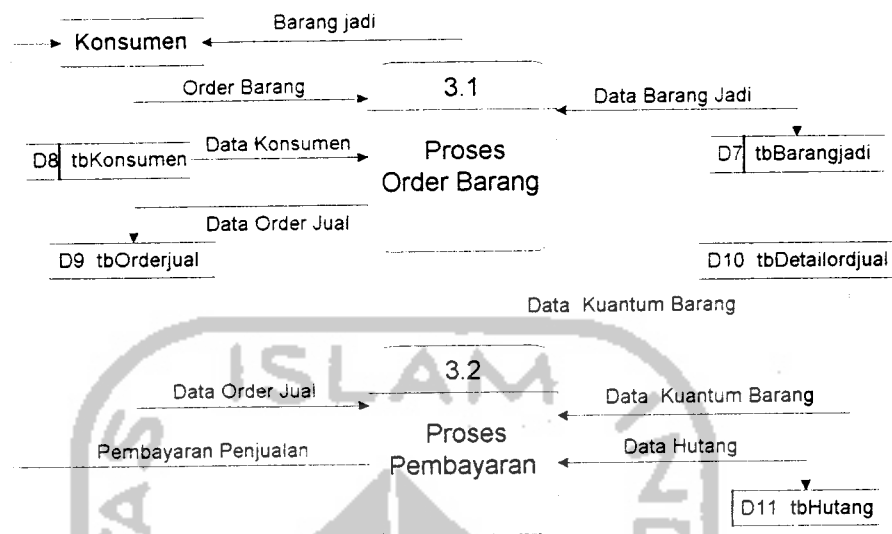 Barang jadi
Konsumen
Order Barang
3.1
Data Barang Jadi
D8 tbKonsumen
Data Konsumen
Proses
Order Barang
D7 tbBarangjadi
Data Order Jual
D9 tbOrderjual
D10 tbDetailordjual
Data Kuantum Barang
ISLAM
3.2
Data Order Jual
Data Kuantum Barang
Pembayaran Penjualan
Proses
Pembayaran
Data Hutang
D11 tbHutang